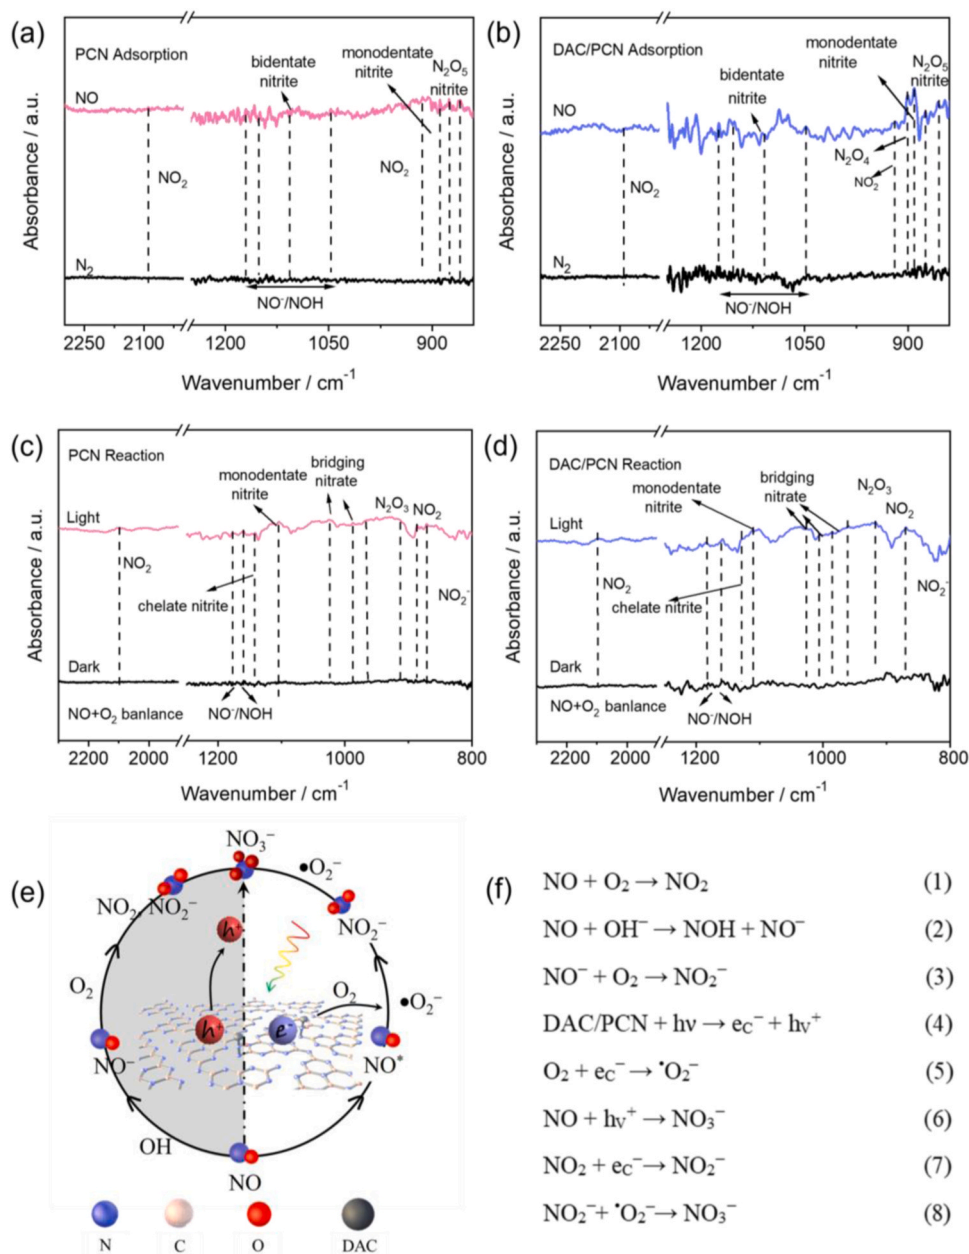 (a)
PCN Adsorption
monodentate
nitrite
N₂O₅
nitrite
bidentate
nitrite
NO
NO₂
NO₂
N₂
NO⁻/NOH
Absorbance / a.u.
2250 2100 1200 1050 900
Wavenumber / cm⁻¹
(b)
DAC/PCN Adsorption
monodentate
nitrite
N₂O₅
nitrite
bidentate
nitrite
NO
N₂O₄
NO₂
NO₂
N₂
NO⁻/NOH
Absorbance / a.u.
2250 2100 1200 1050 900
Wavenumber / cm⁻¹
(c)
PCN Reaction
monodentate
nitrite
bridging
nitrate
N₂O₃
NO₂
Light
NO₂
chelate nitrite
NO₂⁻
Dark
NO+O₂ banlance
NO⁻/NOH
Absorbance / a.u.
2200 2000 1200 1000 800
Wavenumber / cm⁻¹
(d)
DAC/PCN Reaction
monodentate
nitrite
bridging
nitrate
N₂O₃
NO₂
Light
NO₂
chelate nitrite
NO₂⁻
Dark
NO+O₂ banlance
NO⁻/NOH
Absorbance / a.u.
2200 2000 1200 1000 800
Wavenumber / cm⁻¹
(e)
NO₃⁻
•O₂⁻
NO₂, NO₂⁻
NO₂⁻
h⁺
O₂
O₂
•O₂⁻
h⁺
e⁻
NO⁻
NO*
OH
NO
N C O DAC
(f)
NO + O₂ → NO₂ (1)
NO + OH⁻ → NOH + NO⁻ (2)
NO⁻ + O₂ → NO₂⁻ (3)
DAC/PCN + hν → e_C⁻ + h_V⁺ (4)
O₂ + e_C⁻ → •O₂⁻ (5)
NO + h_V⁺ → NO₃⁻ (6)
NO₂ + e_C⁻ → NO₂⁻ (7)
NO₂⁻ + •O₂⁻ → NO₃⁻ (8)